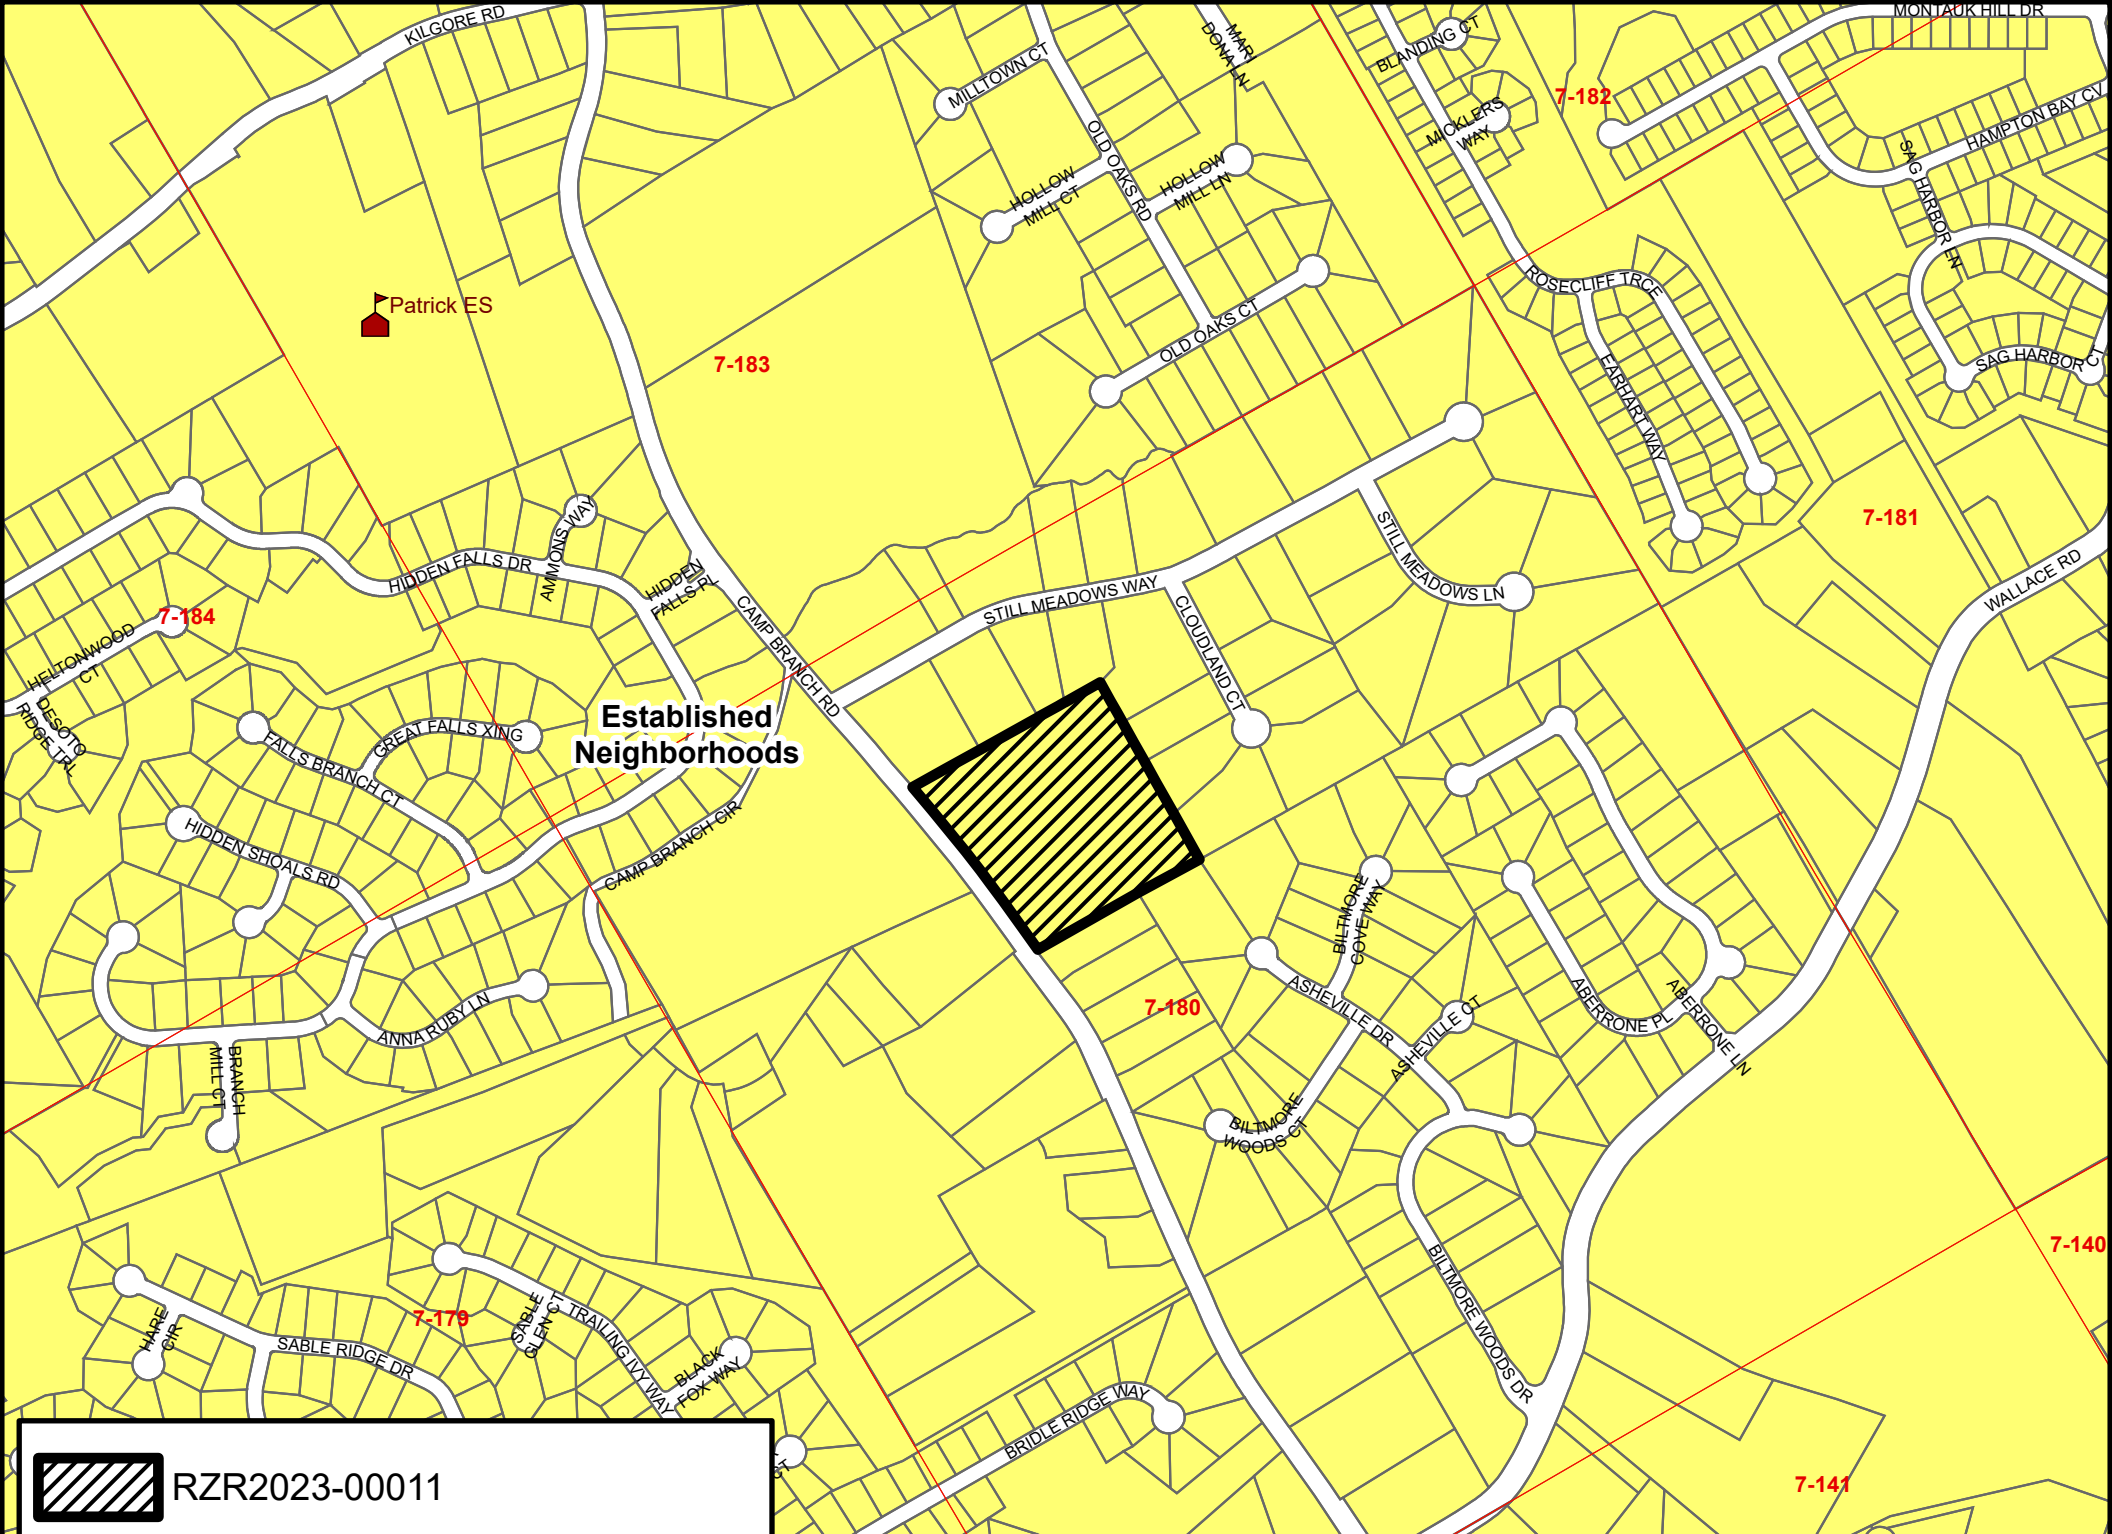 KILGORE RD
MILLTOWN CT
MARY
DONA LN
BLANDING CT
MONTAUK HILL DR
7-182
MICKLERS
WAY
HAMPTON BAY CV
SAG HARBOR LN
OLD OAKS RD
HOLLOW
MILL CT
HOLLOW
MILL LN
Patrick ES
ROSECLIFF TRCE
OLD OAKS CT
7-183
EARHART WAY
SAG HARBOR CT
7-181
AMMONS WAY
HIDDEN FALLS DR
HIDDEN
FALLS PL
STILL MEADOWS LN
WALLACE RD
STILL MEADOWS WAY
CAMP BRANCH RD
CLOUDLAND CT
7-184
HELTONWOOD
CT
DESOTO
RIDGE TRL
Established
Neighborhoods
GREAT FALLS XING
FALLS BRANCH CT
HIDDEN SHOALS RD
CAMP BRANCH CIR
BILTMORE
COVE WAY
ANNA RUBY LN
7-180
ASHEVILLE DR
ASHEVILLE CT
ABERRONE PL
ABERRONE LN
BRANCH
MILL CT
BILTMORE
WOODS CT
7-140
BILTMORE WOODS DR
7-179
HARE
CIR
SABLE RIDGE DR
SABLE
GLEN CT
TRAILING IVY WAY
BLACK
FOX WAY
BRIDLE RIDGE WAY
CT
7-141
RZR2023-00011